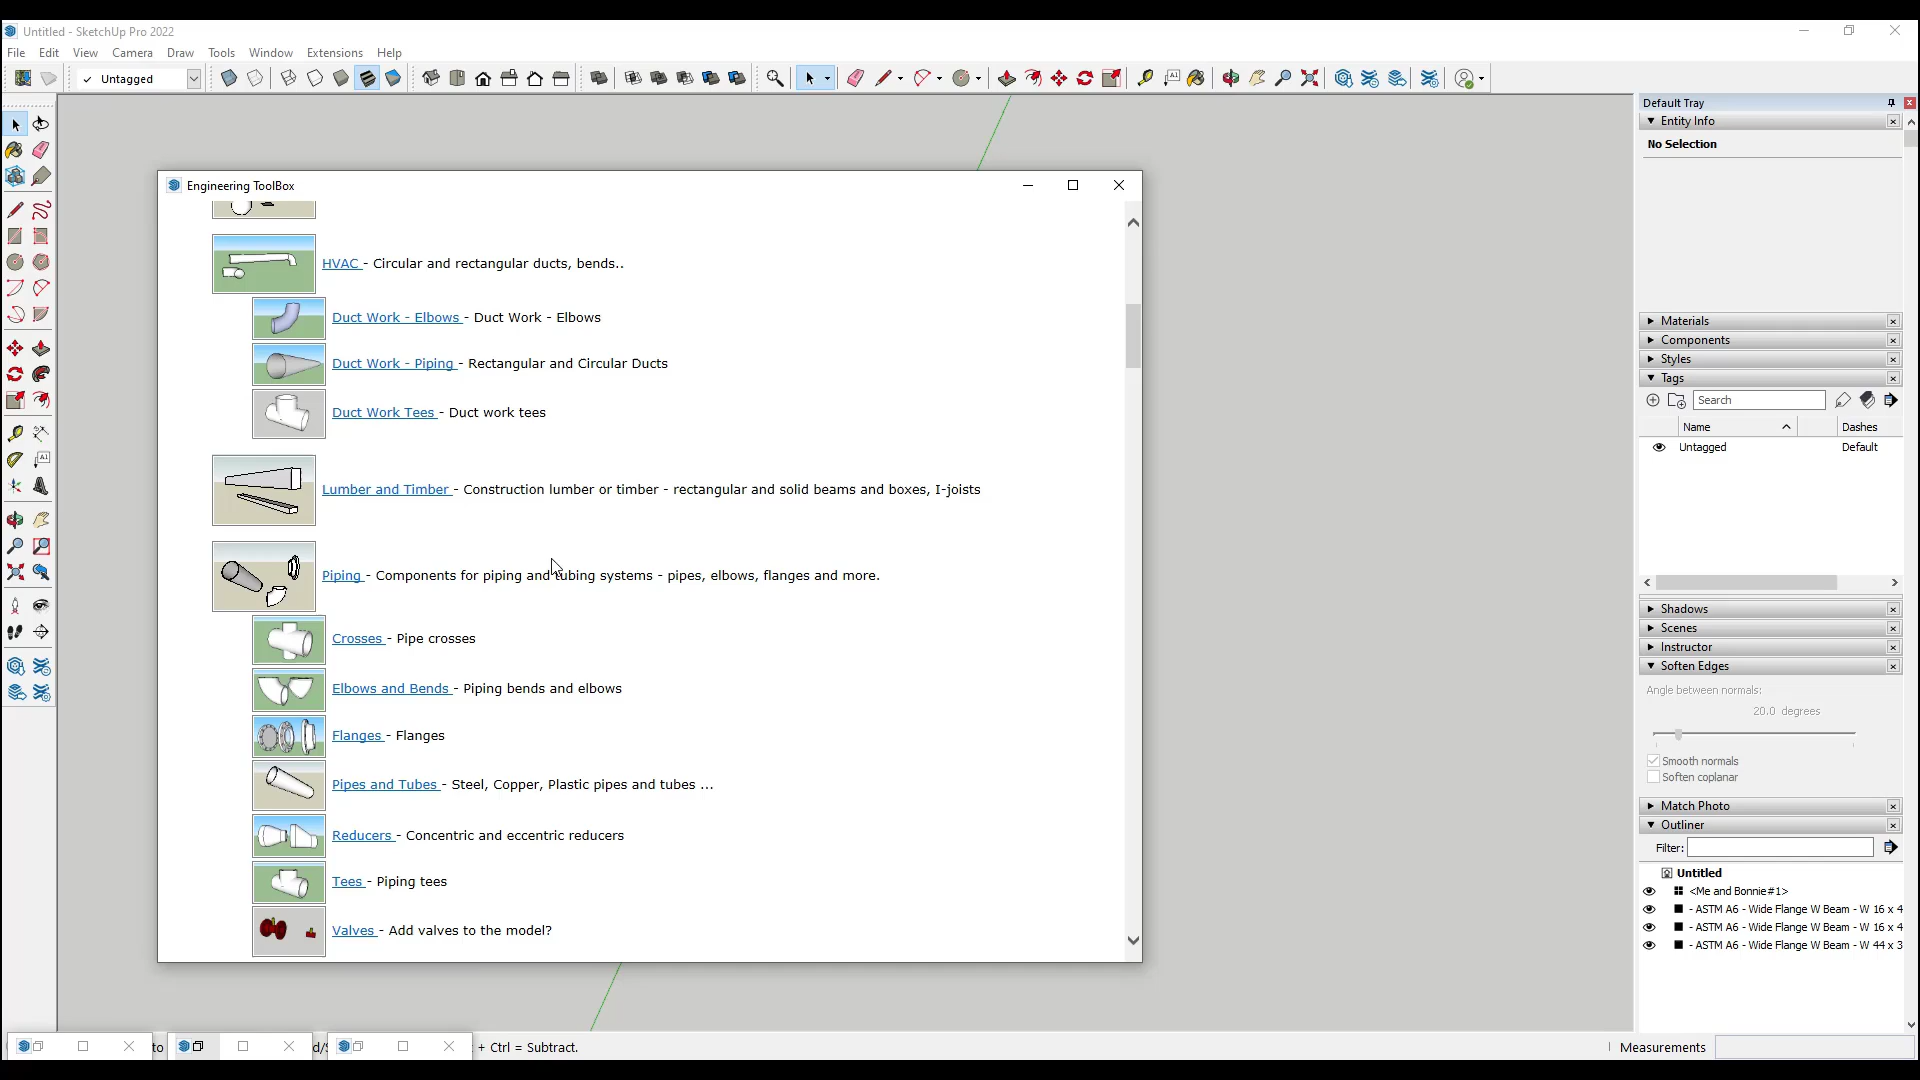 Untitled - SketchUp Pro 2022
File Edit View Camera Draw Tools Window Extensions Help
Untagged
Default Tray
Entity Info
No Selection
Engineering ToolBox
HVAC - Circular and rectangular ducts, bends..
Duct Work - Elbows - Duct Work - Elbows
Duct Work - Piping - Rectangular and Circular Ducts
Duct Work Tees - Duct work tees
Lumber and Timber - Construction lumber or timber - rectangular and solid beams and boxes, I-joists
Piping - Components for piping and tubing systems - pipes, elbows, flanges and more.
Crosses - Pipe crosses
Elbows and Bends - Piping bends and elbows
Flanges - Flanges
Pipes and Tubes - Steel, Copper, Plastic pipes and tubes ...
Reducers - Concentric and eccentric reducers
Tees - Piping tees
Valves - Add valves to the model?
Materials
Components
Styles
Tags
Search
Name Dashes
Untagged Default
Shadows
Scenes
Instructor
Soften Edges
Angle between normals:
20.0 degrees
Smooth normals
Soften coplanar
Match Photo
Outliner
Filter:
Untitled
<Me and Bonnie#1>
- ASTM A6 - Wide Flange W Beam - W 16 x 4
- ASTM A6 - Wide Flange W Beam - W 16 x 4
- ASTM A6 - Wide Flange W Beam - W 44 x 3
to d/S + Ctrl = Subtract.
Measurements